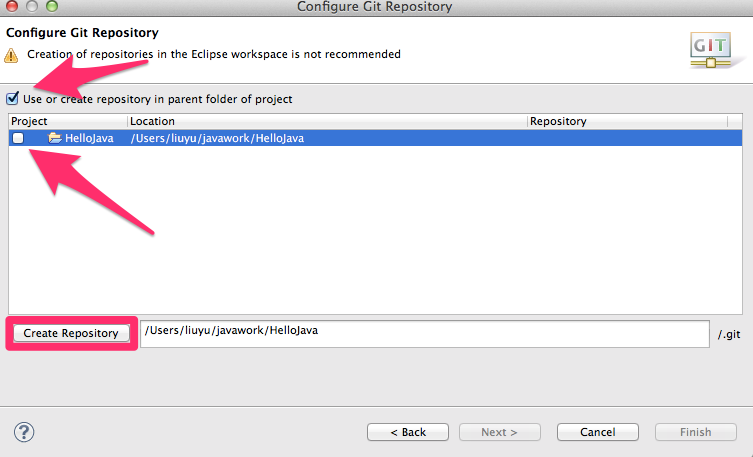 Configure Git Repository
Configure Git Repository
Creation of repositories in the Eclipse workspace is not recommended
GIT
Use or create repository in parent folder of project
Project Location Repository
HelloJava /Users/liuyu/javawork/HelloJava
Create Repository /Users/liuyu/javawork/HelloJava /.git
? < Back Next > Cancel Finish